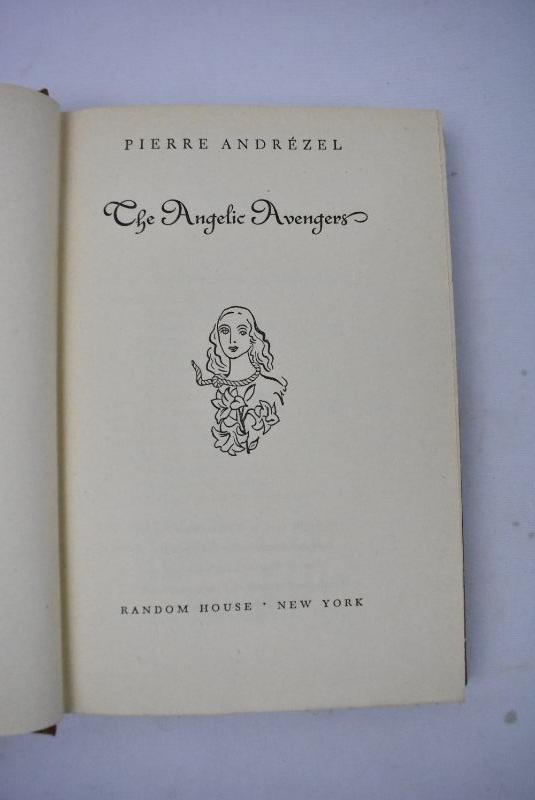 PIERRE ANDRÉZEL
The Angelic Avengers
RANDOM HOUSE · NEW YORK